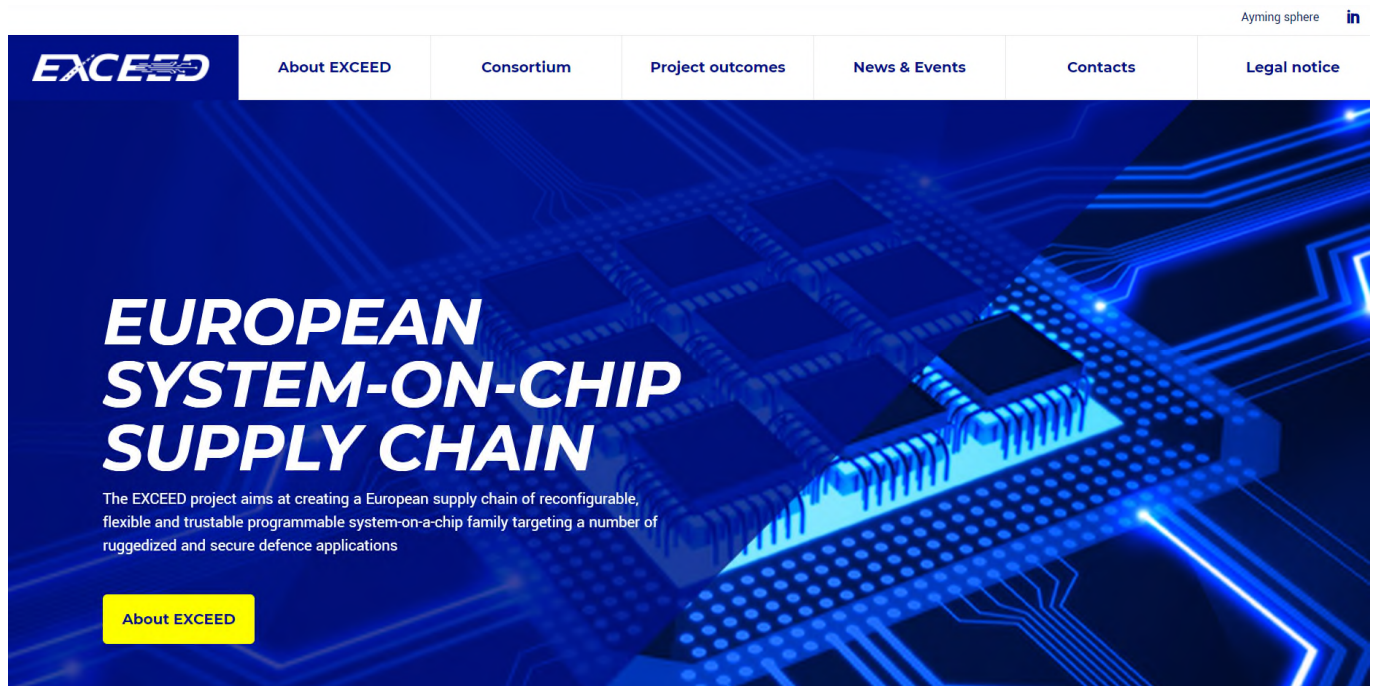 Ayming sphere in
EXCEED
About EXCEED
Consortium
Project outcomes
News & Events
Contacts
Legal notice
EUROPEAN
SYSTEM-ON-CHIP
SUPPLY CHAIN
The EXCEED project aims at creating a European supply chain of reconfigurable,
flexible and trustable programmable system-on-a-chip family targeting a number of
ruggedized and secure defence applications
About EXCEED